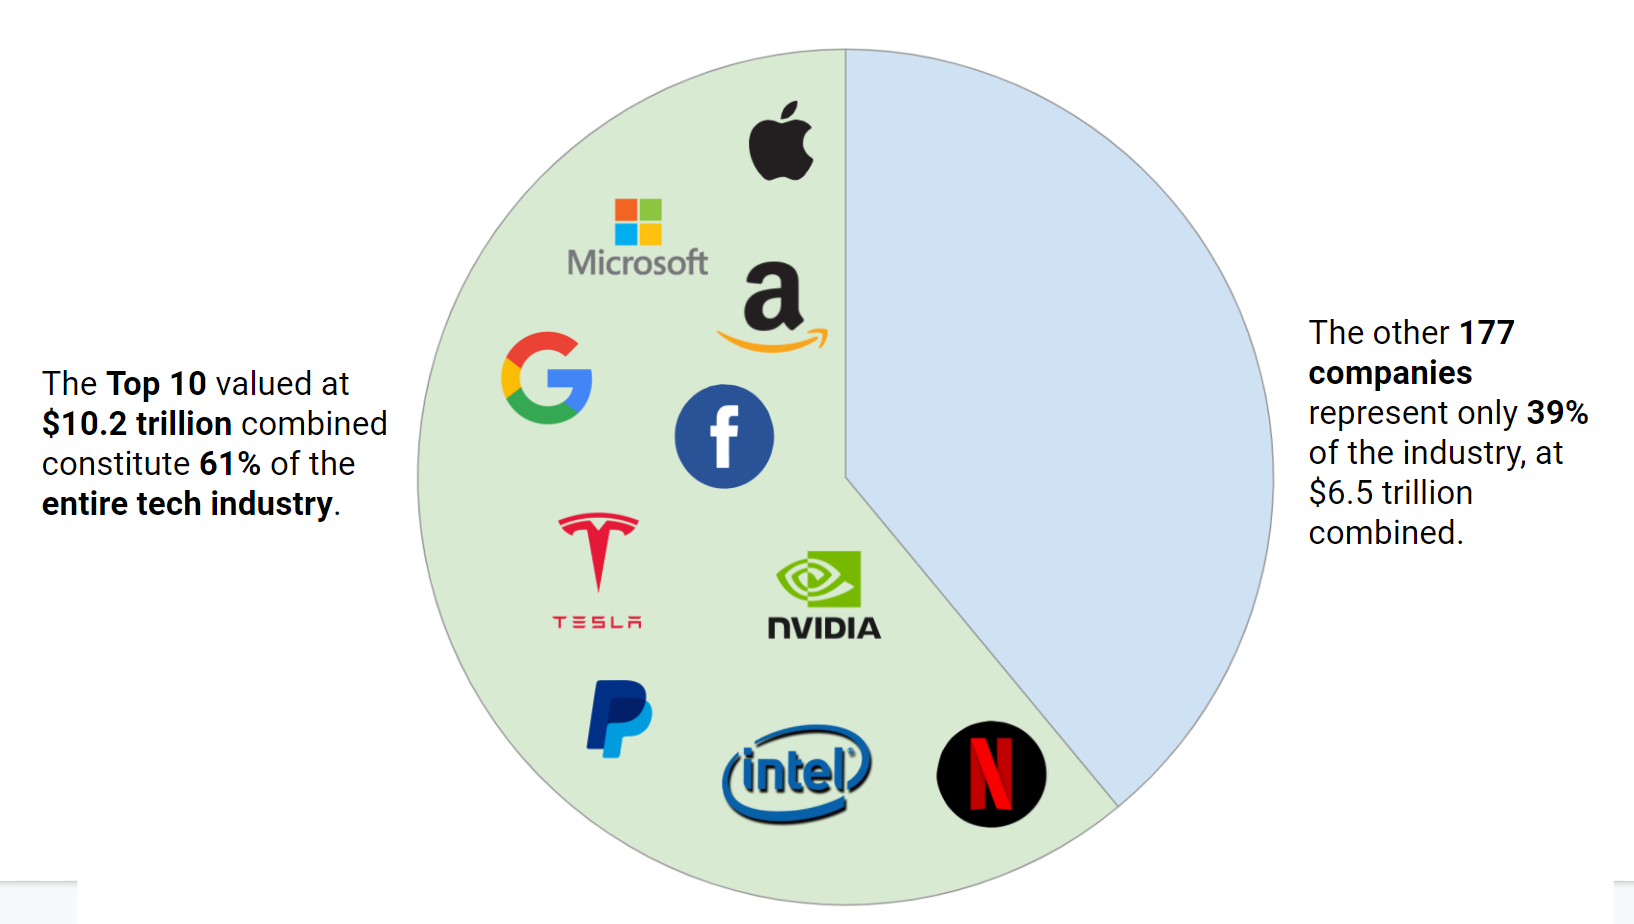 Microsoft
a
G
f
The Top 10 valued at
$10.2 trillion combined
constitute 61% of the
entire tech industry.
The other 177
companies
represent only 39%
of the industry, at
$6.5 trillion
combined.
TESLA
NVIDIA
P
intel
N